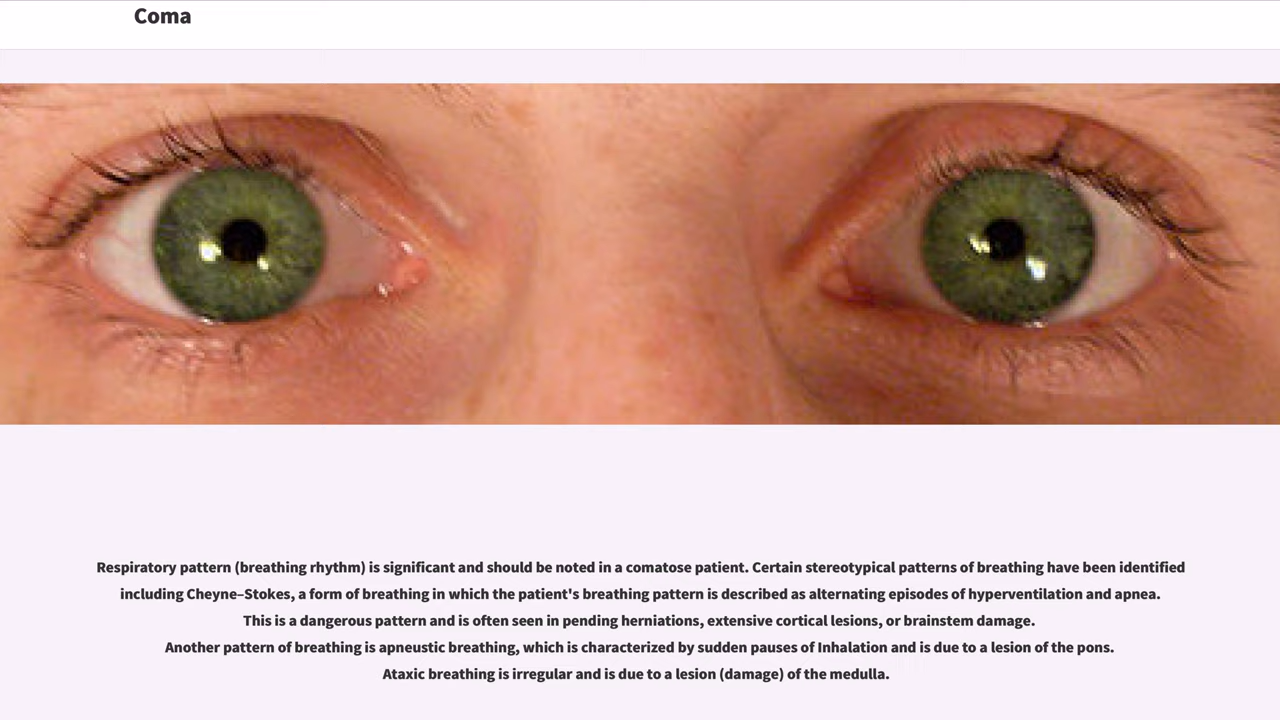 Coma
Respiratory pattern (breathing rhythm) is significant and should be noted in a comatose patient. Certain stereotypical patterns of breathing have been identified
including Cheyne–Stokes, a form of breathing in which the patient's breathing pattern is described as alternating episodes of hyperventilation and apnea.
This is a dangerous pattern and is often seen in pending herniations, extensive cortical lesions, or brainstem damage.
Another pattern of breathing is apneustic breathing, which is characterized by sudden pauses of Inhalation and is due to a lesion of the pons.
Ataxic breathing is irregular and is due to a lesion (damage) of the medulla.